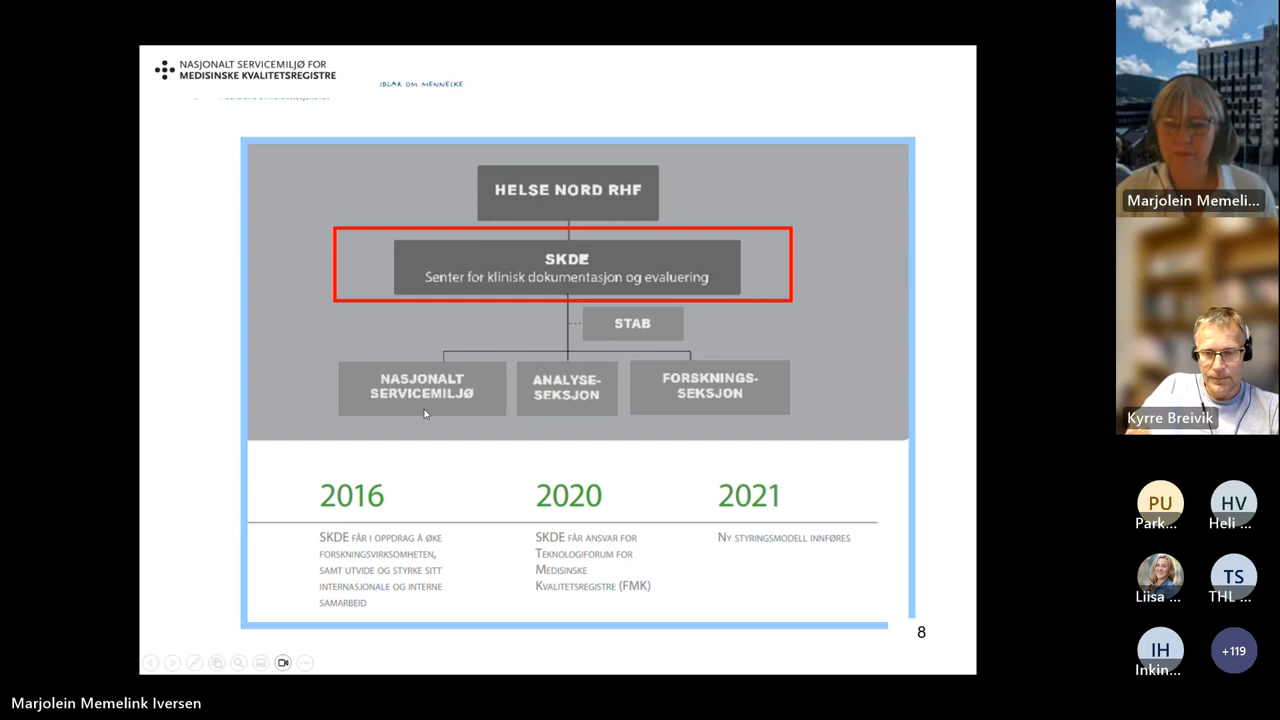 NASJONALT SERVICEMILJØ FOR
MEDISINSKE KVALITETSREGISTRE
IDLAR OM MENNESKE
HELSE NORD RHF
SKDE
Senter for klinisk dokumentasjon og evaluering
STAB
NASJONALT
SERVICEMILJØ
ANALYSE-
SEKSJON
FORSKNINGS-
SEKSJON
2016
SKDE FÅR I OPPDRAG Å ØKE
FORSKNINGSVIRKSOMHETEN,
SAMT UTVIDE OG STYRKE SITT
INTERNASJONALE OG INTERNE
SAMARBEID
2020
SKDE FÅR ANSVAR FOR
TEKNOLOGIFORUM FOR
MEDISINSKE
KVALITETSREGISTRE (FMK)
2021
NY STYRINGSMODELL INNFØRES
8
Marjolein Memeli...
Kyrre Breivik
PU
Park...
HV
Heli ...
Liisa ...
TS
THL ...
IH
Inkin...
+119
Marjolein Memelink Iversen